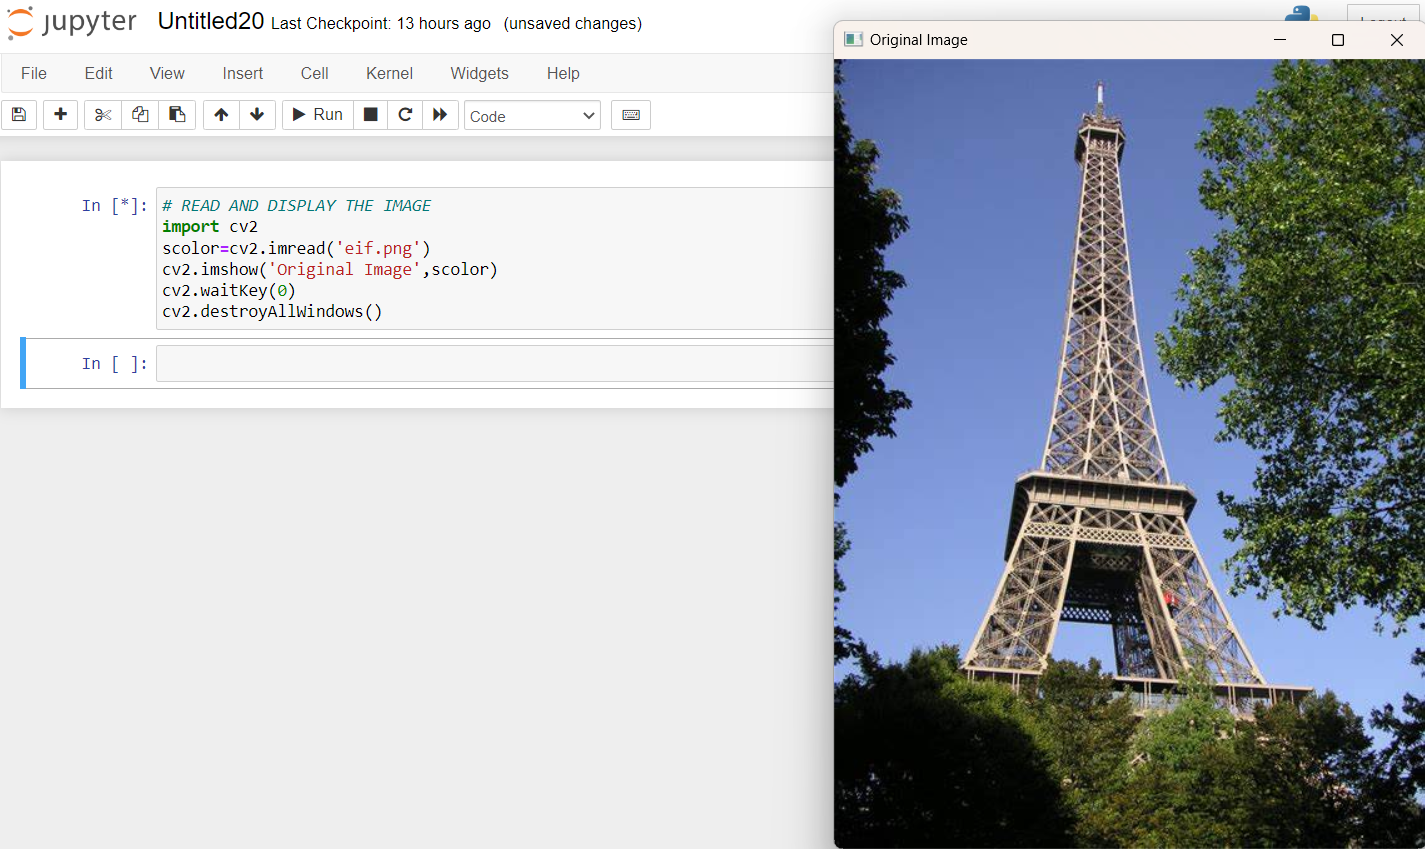 jupyter Untitled20 Last Checkpoint: 13 hours ago (unsaved changes)
Original Image
File Edit View Insert Cell Kernel Widgets Help
Run Code
In [*]:
# READ AND DISPLAY THE IMAGE
import cv2
scolor=cv2.imread('eif.png')
cv2.imshow('Original Image',scolor)
cv2.waitKey(0)
cv2.destroyAllWindows()
In [ ]: